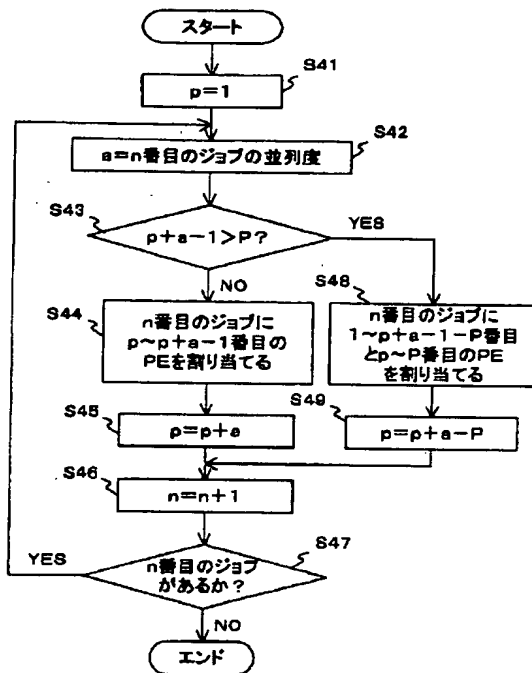 スタート
S41
p=1
S42
a=n番目のジョブの並列度
S43
p+a-1>P?
YES
NO
S44
n番目のジョブに
p~p+a-1番目の
PEを割り当てる
S48
n番目のジョブに
1~p+a-1-P番目
とp~P番目のPE
を割り当てる
S45
p=p+a
S49
p=p+a-P
S46
n=n+1
S47
n番目のジョブ
があるか?
YES
NO
エンド